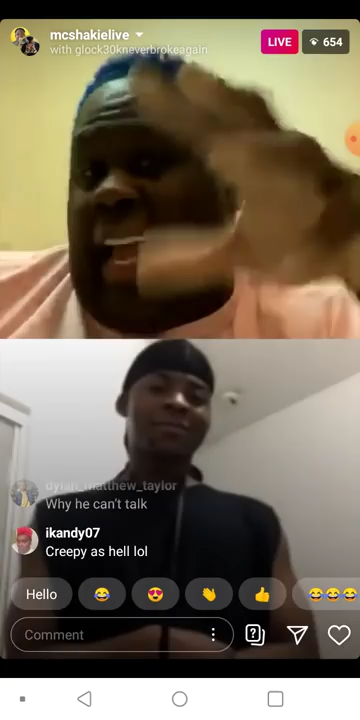 mcshakielive
with glock30kneverbrokeagain
LIVE
654
dylan_matthew_taylor
Why he can't talk
ikandy07
Creepy as hell lol
Hello
Comment